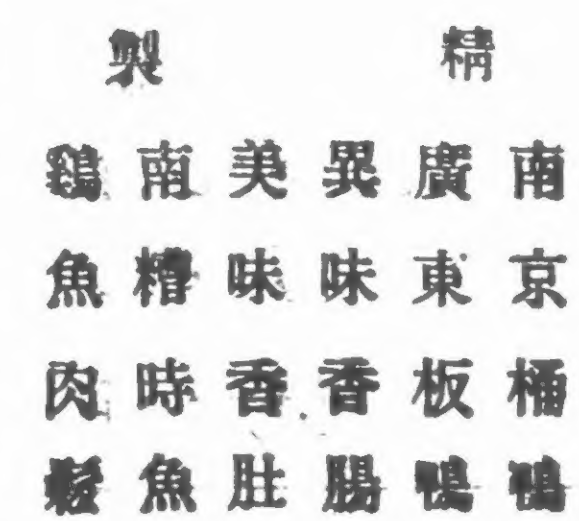 精製
南京桶鴨
廣東板鴨
異味香腸
美味香肚
南糟時魚
鷄魚肉鬆